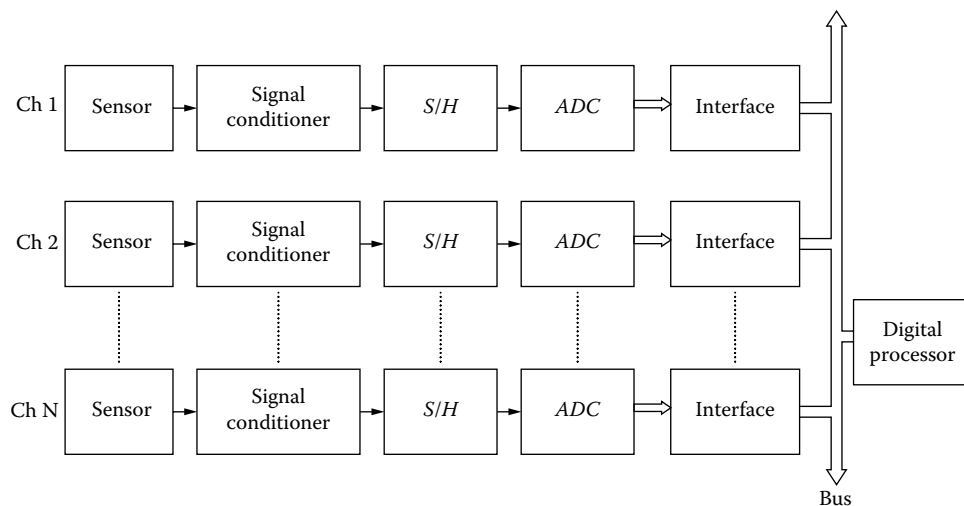 Ch 1
Sensor
Signal
conditioner
S/H
ADC
Interface
Ch 2
Sensor
Signal
conditioner
S/H
ADC
Interface
Digital
processor
Ch N
Sensor
Signal
conditioner
S/H
ADC
Interface
Bus